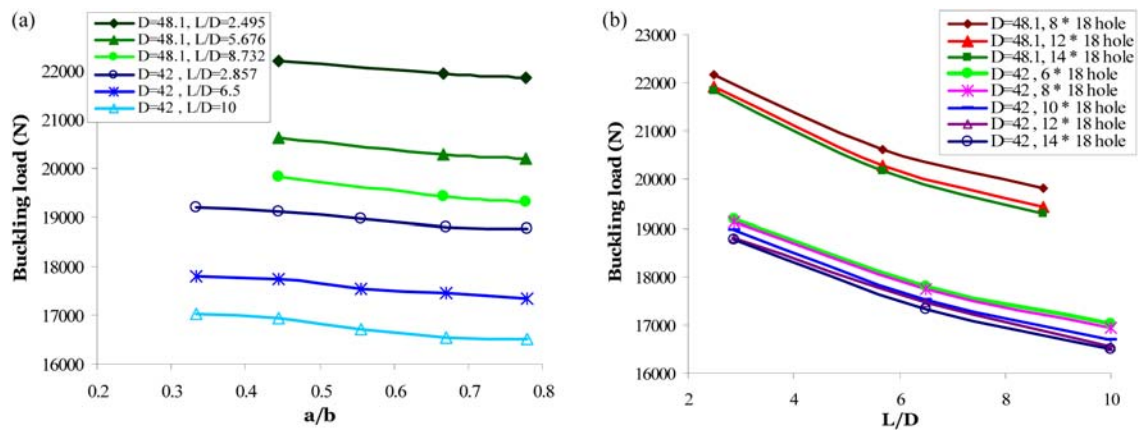 (a)
D=48.1, L/D=2.495
D=48.1, L/D=5.676
D=48.1, L/D=8.732
D=42 , L/D=2.857
D=42 , L/D=6.5
D=42 , L/D=10
Buckling load (N)
22000
21000
20000
19000
18000
17000
16000
0.2 0.3 0.4 0.5 0.6 0.7 0.8
a/b
(b)
D=48.1, 8 * 18 hole
D=48.1, 12 * 18 hole
D=48.1, 14 * 18 hole
D=42 , 6 * 18 hole
D=42 , 8 * 18 hole
D=42 , 10 * 18 hole
D=42 , 12 * 18 hole
D=42 , 14 * 18 hole
Buckling load (N)
23000
22000
21000
20000
19000
18000
17000
16000
2 4 6 8 10
L/D